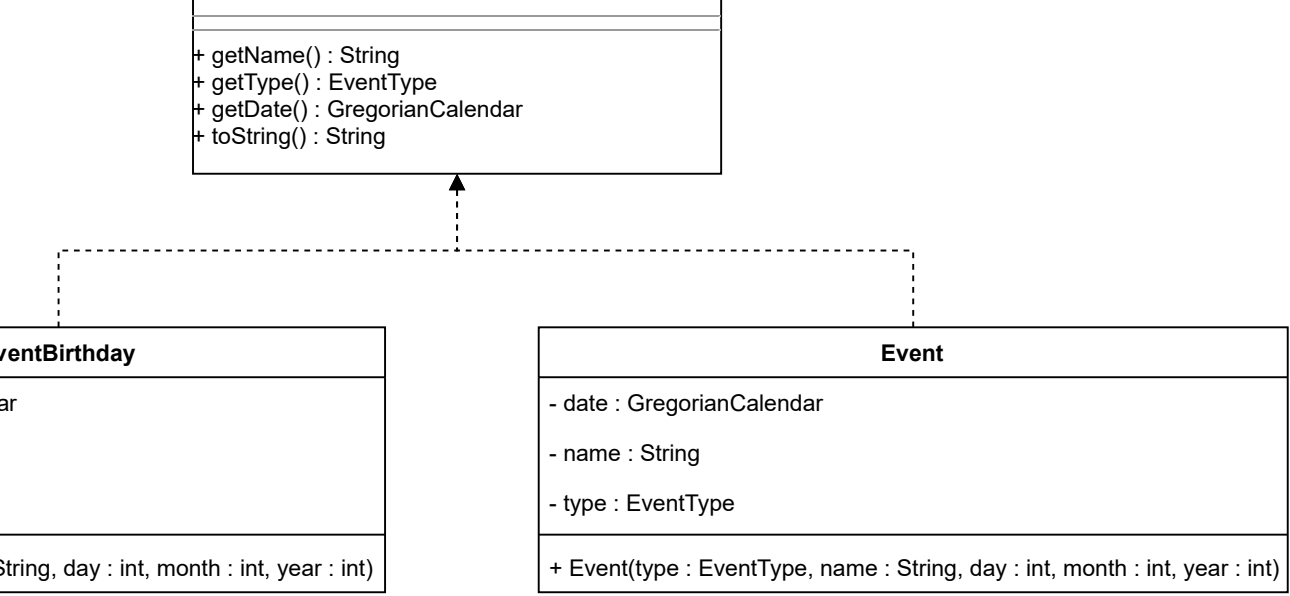 + getName() : String
+ getType() : EventType
+ getDate() : GregorianCalendar
+ toString() : String
ventBirthday
ar
String, day : int, month : int, year : int)
Event
- date : GregorianCalendar
- name : String
- type : EventType
+ Event(type : EventType, name : String, day : int, month : int, year : int)